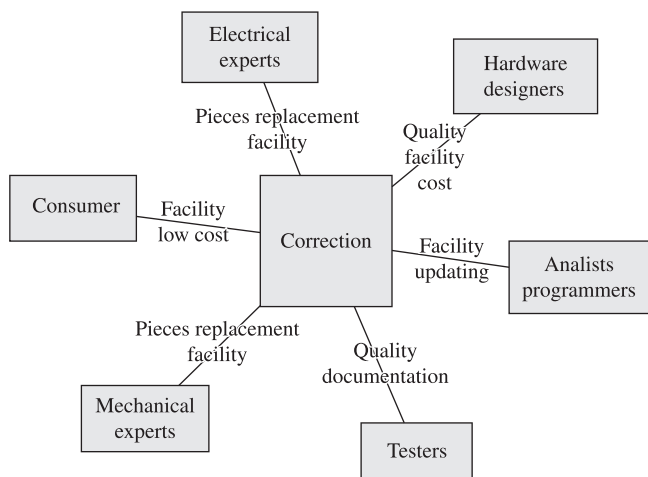 Electrical
experts
Hardware
designers
Pieces replacement
facility
Quality
facility
cost
Consumer
Facility
low cost
Correction
Facility
updating
Analists
programmers
Pieces replacement
facility
Quality
documentation
Mechanical
experts
Testers